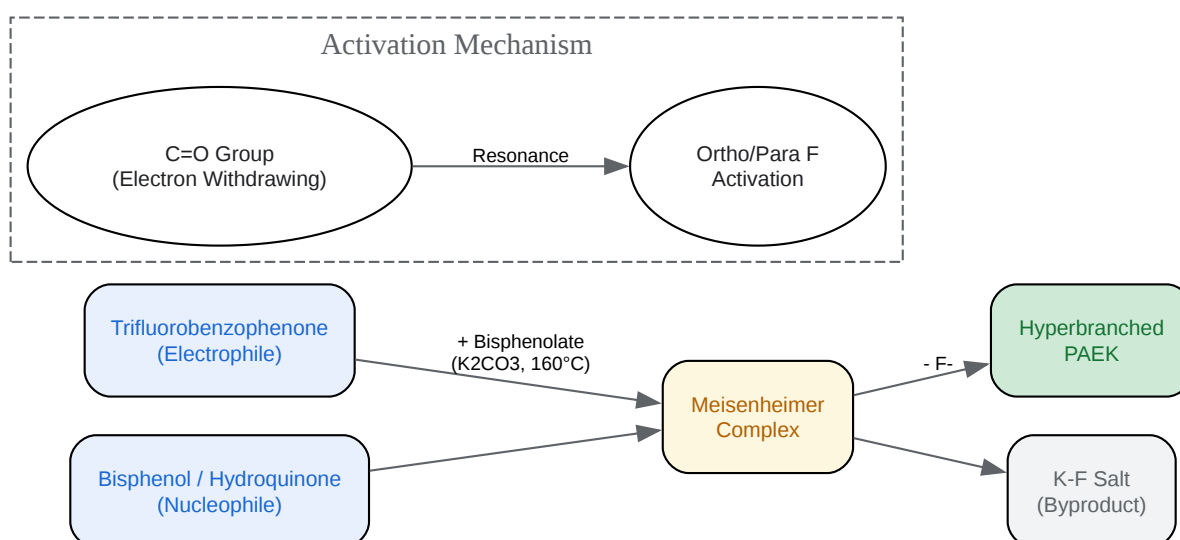 Activation Mechanism
C=O Group
(Electron Withdrawing)
Resonance
Ortho/Para F
Activation
Trifluorobenzophenone
(Electrophile)
+ Bisphenolate
(K2CO3, 160°C)
Bisphenol / Hydroquinone
(Nucleophile)
Meisenheimer
Complex
- F-
Hyperbranched
PAEK
K-F Salt
(Byproduct)